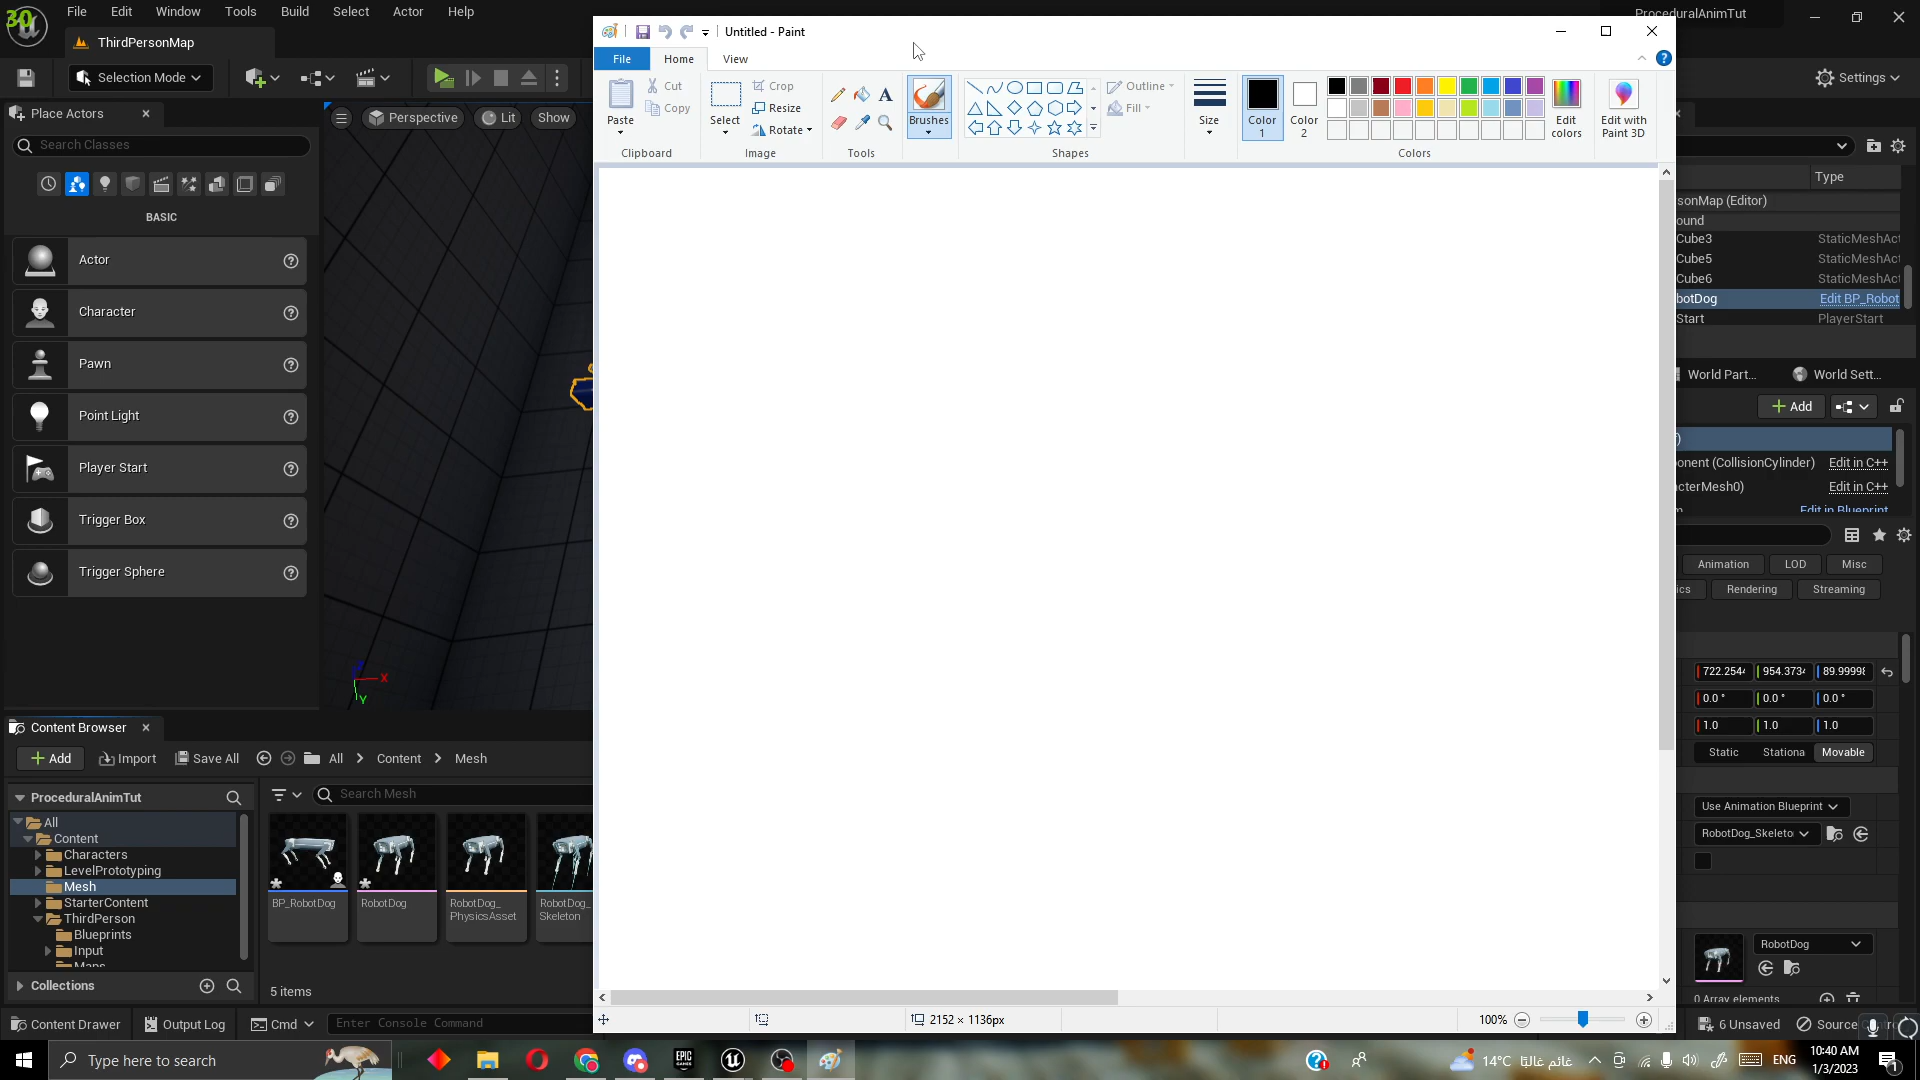 30
File Edit Window Tools Build Select Actor Help
ProceduralAnimTut
ThirdPersonMap
Selection Mode
Settings
Place Actors
Perspective
Lit
Show
Search Classes
BASIC
Actor
Character
Pawn
Point Light
Player Start
Trigger Box
Trigger Sphere
X
Y
Untitled - Paint
File Home View
Paste
Cut
Copy
Clipboard
Select
Crop
Resize
Rotate
Image
A
Tools
Brushes
Outline
Fill
Shapes
Size
Color 1
Color 2
Edit colors
Colors
Edit with Paint 3D
2152 × 1136px
100%
Type
sonMap (Editor)
ound
Cube3 StaticMeshAct
Cube5 StaticMeshAct
Cube6 StaticMeshAct
botDog Edit BP_Robot
Start PlayerStart
World Part...
World Sett...
Add
onent (CollisionCylinder) Edit in C++
cterMesh0) Edit in C++
Edit in Blueprint
Animation LOD Misc
ics Rendering Streaming
722.254 954.373 89.9999
0.0 ° 0.0 ° 0.0 °
1.0 1.0 1.0
Static Stationa Movable
Use Animation Blueprint
RobotDog_Skeleto
RobotDog
0 Array elements
6 Unsaved
Source
Content Browser
Add
Import
Save All
All
Content
Mesh
ProceduralAnimTut
Search Mesh
All
Content
Characters
LevelPrototyping
Mesh
StarterContent
ThirdPerson
Blueprints
Input
Maps
Collections
BP_RobotDog
RobotDog
RobotDog_
PhysicsAsset
RobotDog_
Skeleton
5 items
Content Drawer
Output Log
Cmd
Enter Console Command
Type here to search
EPIC
GAMES
14°C غائم غالبًا
ENG
10:40 AM
1/3/2023
1